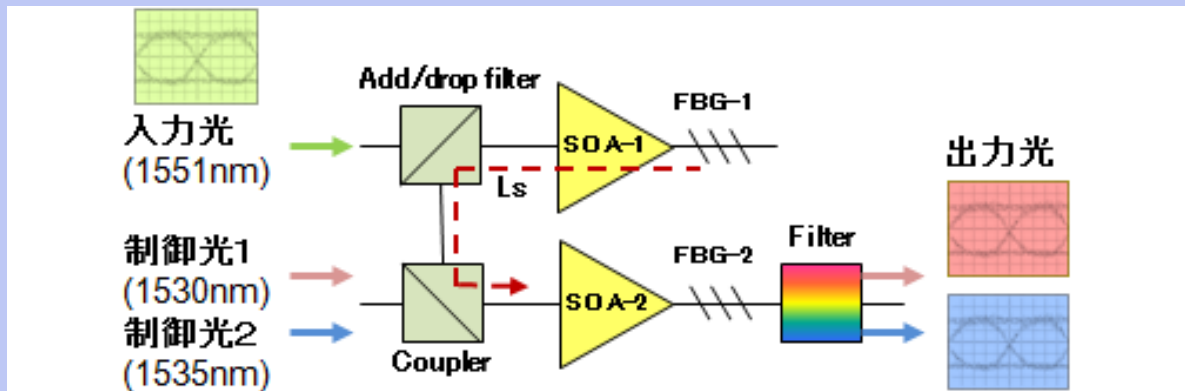 Add/drop filter
FBG-1
入力光
(1551nm)
SOA-1
出力光
Ls
制御光1
(1530nm)
FBG-2
Filter
制御光2
(1535nm)
SOA-2
Coupler